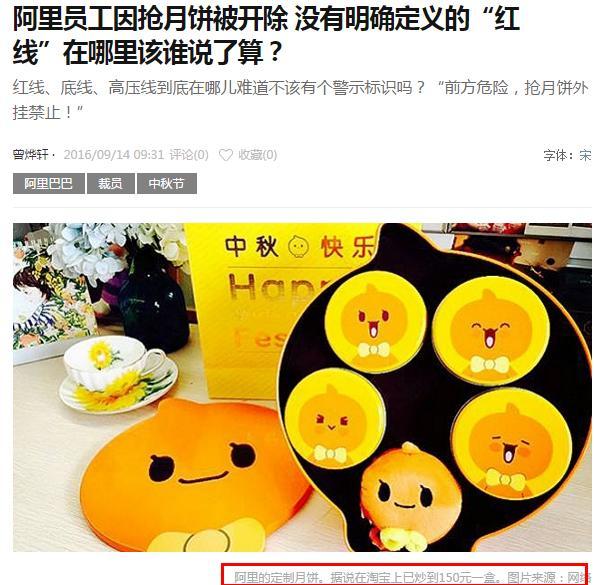 阿里员工因抢月饼被开除 没有明确定义的“红
线”在哪里该谁说了算？
红线、底线、高压线到底在哪儿难道不该有个警示标识吗？“前方危险，抢月饼外
挂禁止！”
曾烨轩 · 2016/09/14 09:31 评论(0) 收藏(0) 字体：宋
阿里巴巴 裁员 中秋节
中秋 快乐
Happ
Fes
阿里的定制月饼。据说在淘宝上已炒到150元一盒。图片来源：网络